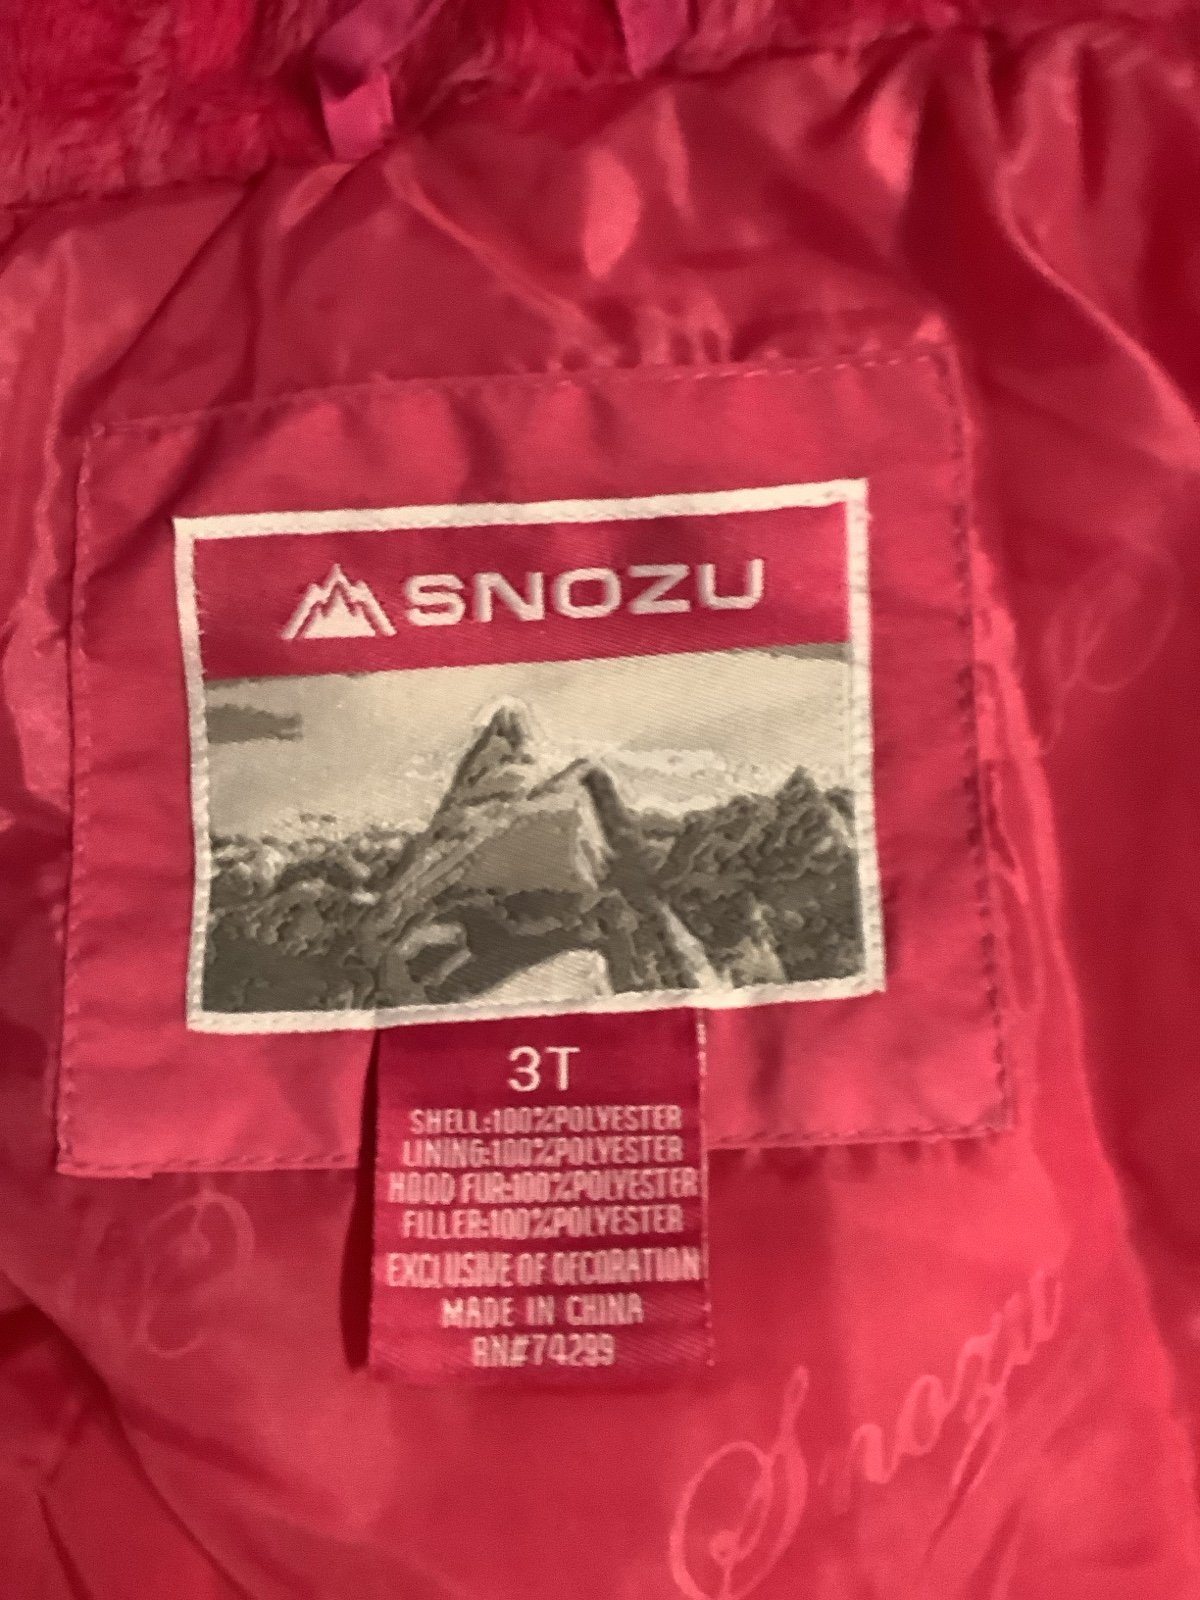 SNOZU
3T
SHELL:100%POLYESTER
LINING:100%POLYESTER
HOOD FUR:100%POLYESTER
FILLER:100%POLYESTER
EXCLUSIVE OF DECORATION
MADE IN CHINA
RN#74299
Snozu